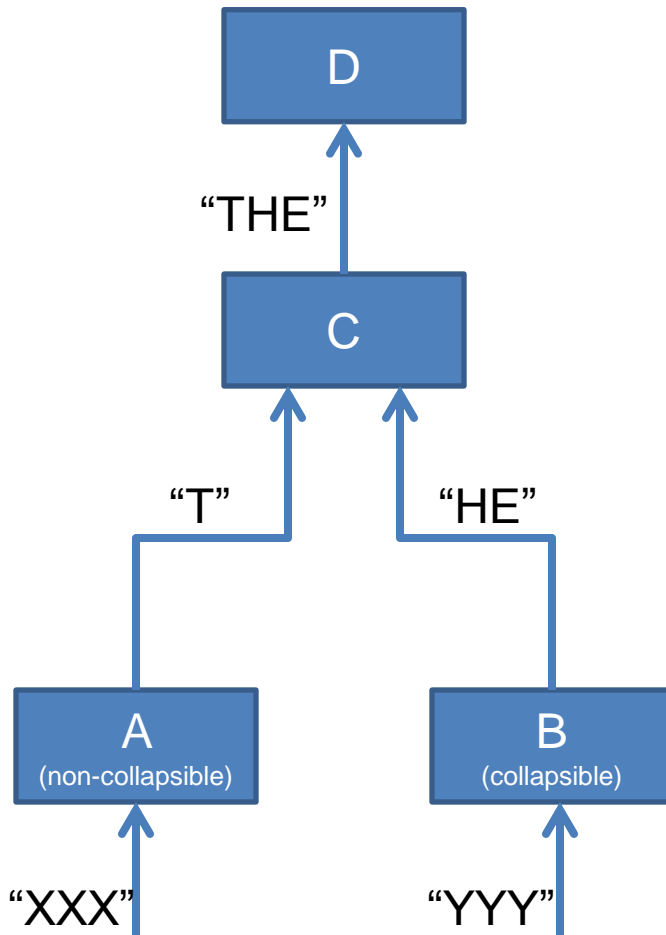 D
“THE”
C
“T”
“HE”
A
(non-collapsible)
B
(collapsible)
“XXX”
“YYY”